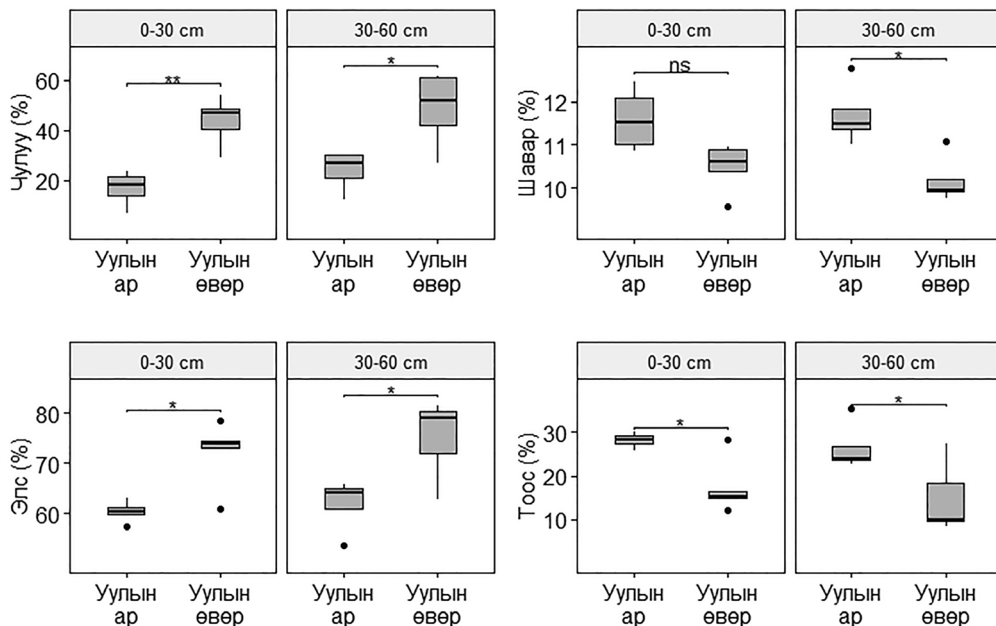 0-30 cm
30-60 cm
Чулуу (%)
60
40
20
**
*
Уулын
ар
Уулын
өвөр
Уулын
ар
Уулын
өвөр
0-30 cm
30-60 cm
Шавар (%)
12
11
10
ns
*
Уулын
ар
Уулын
өвөр
Уулын
ар
Уулын
өвөр
0-30 cm
30-60 cm
Элс (%)
80
70
60
*
*
Уулын
ар
Уулын
өвөр
Уулын
ар
Уулын
өвөр
0-30 cm
30-60 cm
Тоос (%)
30
20
10
*
*
Уулын
ар
Уулын
өвөр
Уулын
ар
Уулын
өвөр